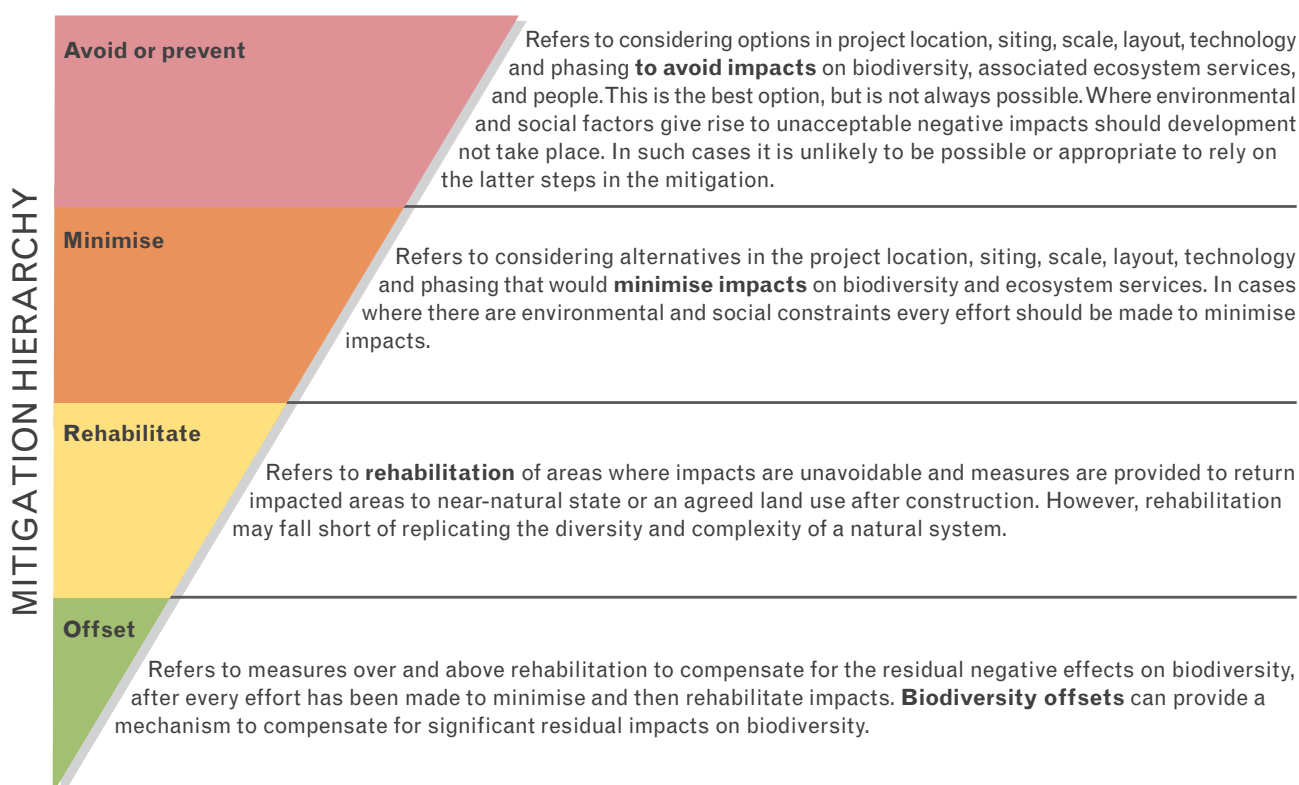 MITIGATION HIERARCHY
Avoid or prevent
Refers to considering options in project location, siting, scale, layout, technology
and phasing to avoid impacts on biodiversity, associated ecosystem services,
and people. This is the best option, but is not always possible. Where environmental
and social factors give rise to unacceptable negative impacts should development
not take place. In such cases it is unlikely to be possible or appropriate to rely on
the latter steps in the mitigation.
Minimise
Refers to considering alternatives in the project location, siting, scale, layout, technology
and phasing that would minimise impacts on biodiversity and ecosystem services. In cases
where there are environmental and social constraints every effort should be made to minimise
impacts.
Rehabilitate
Refers to rehabilitation of areas where impacts are unavoidable and measures are provided to return
impacted areas to near-natural state or an agreed land use after construction. However, rehabilitation
may fall short of replicating the diversity and complexity of a natural system.
Offset
Refers to measures over and above rehabilitation to compensate for the residual negative effects on biodiversity,
after every effort has been made to minimise and then rehabilitate impacts. Biodiversity offsets can provide a
mechanism to compensate for significant residual impacts on biodiversity.